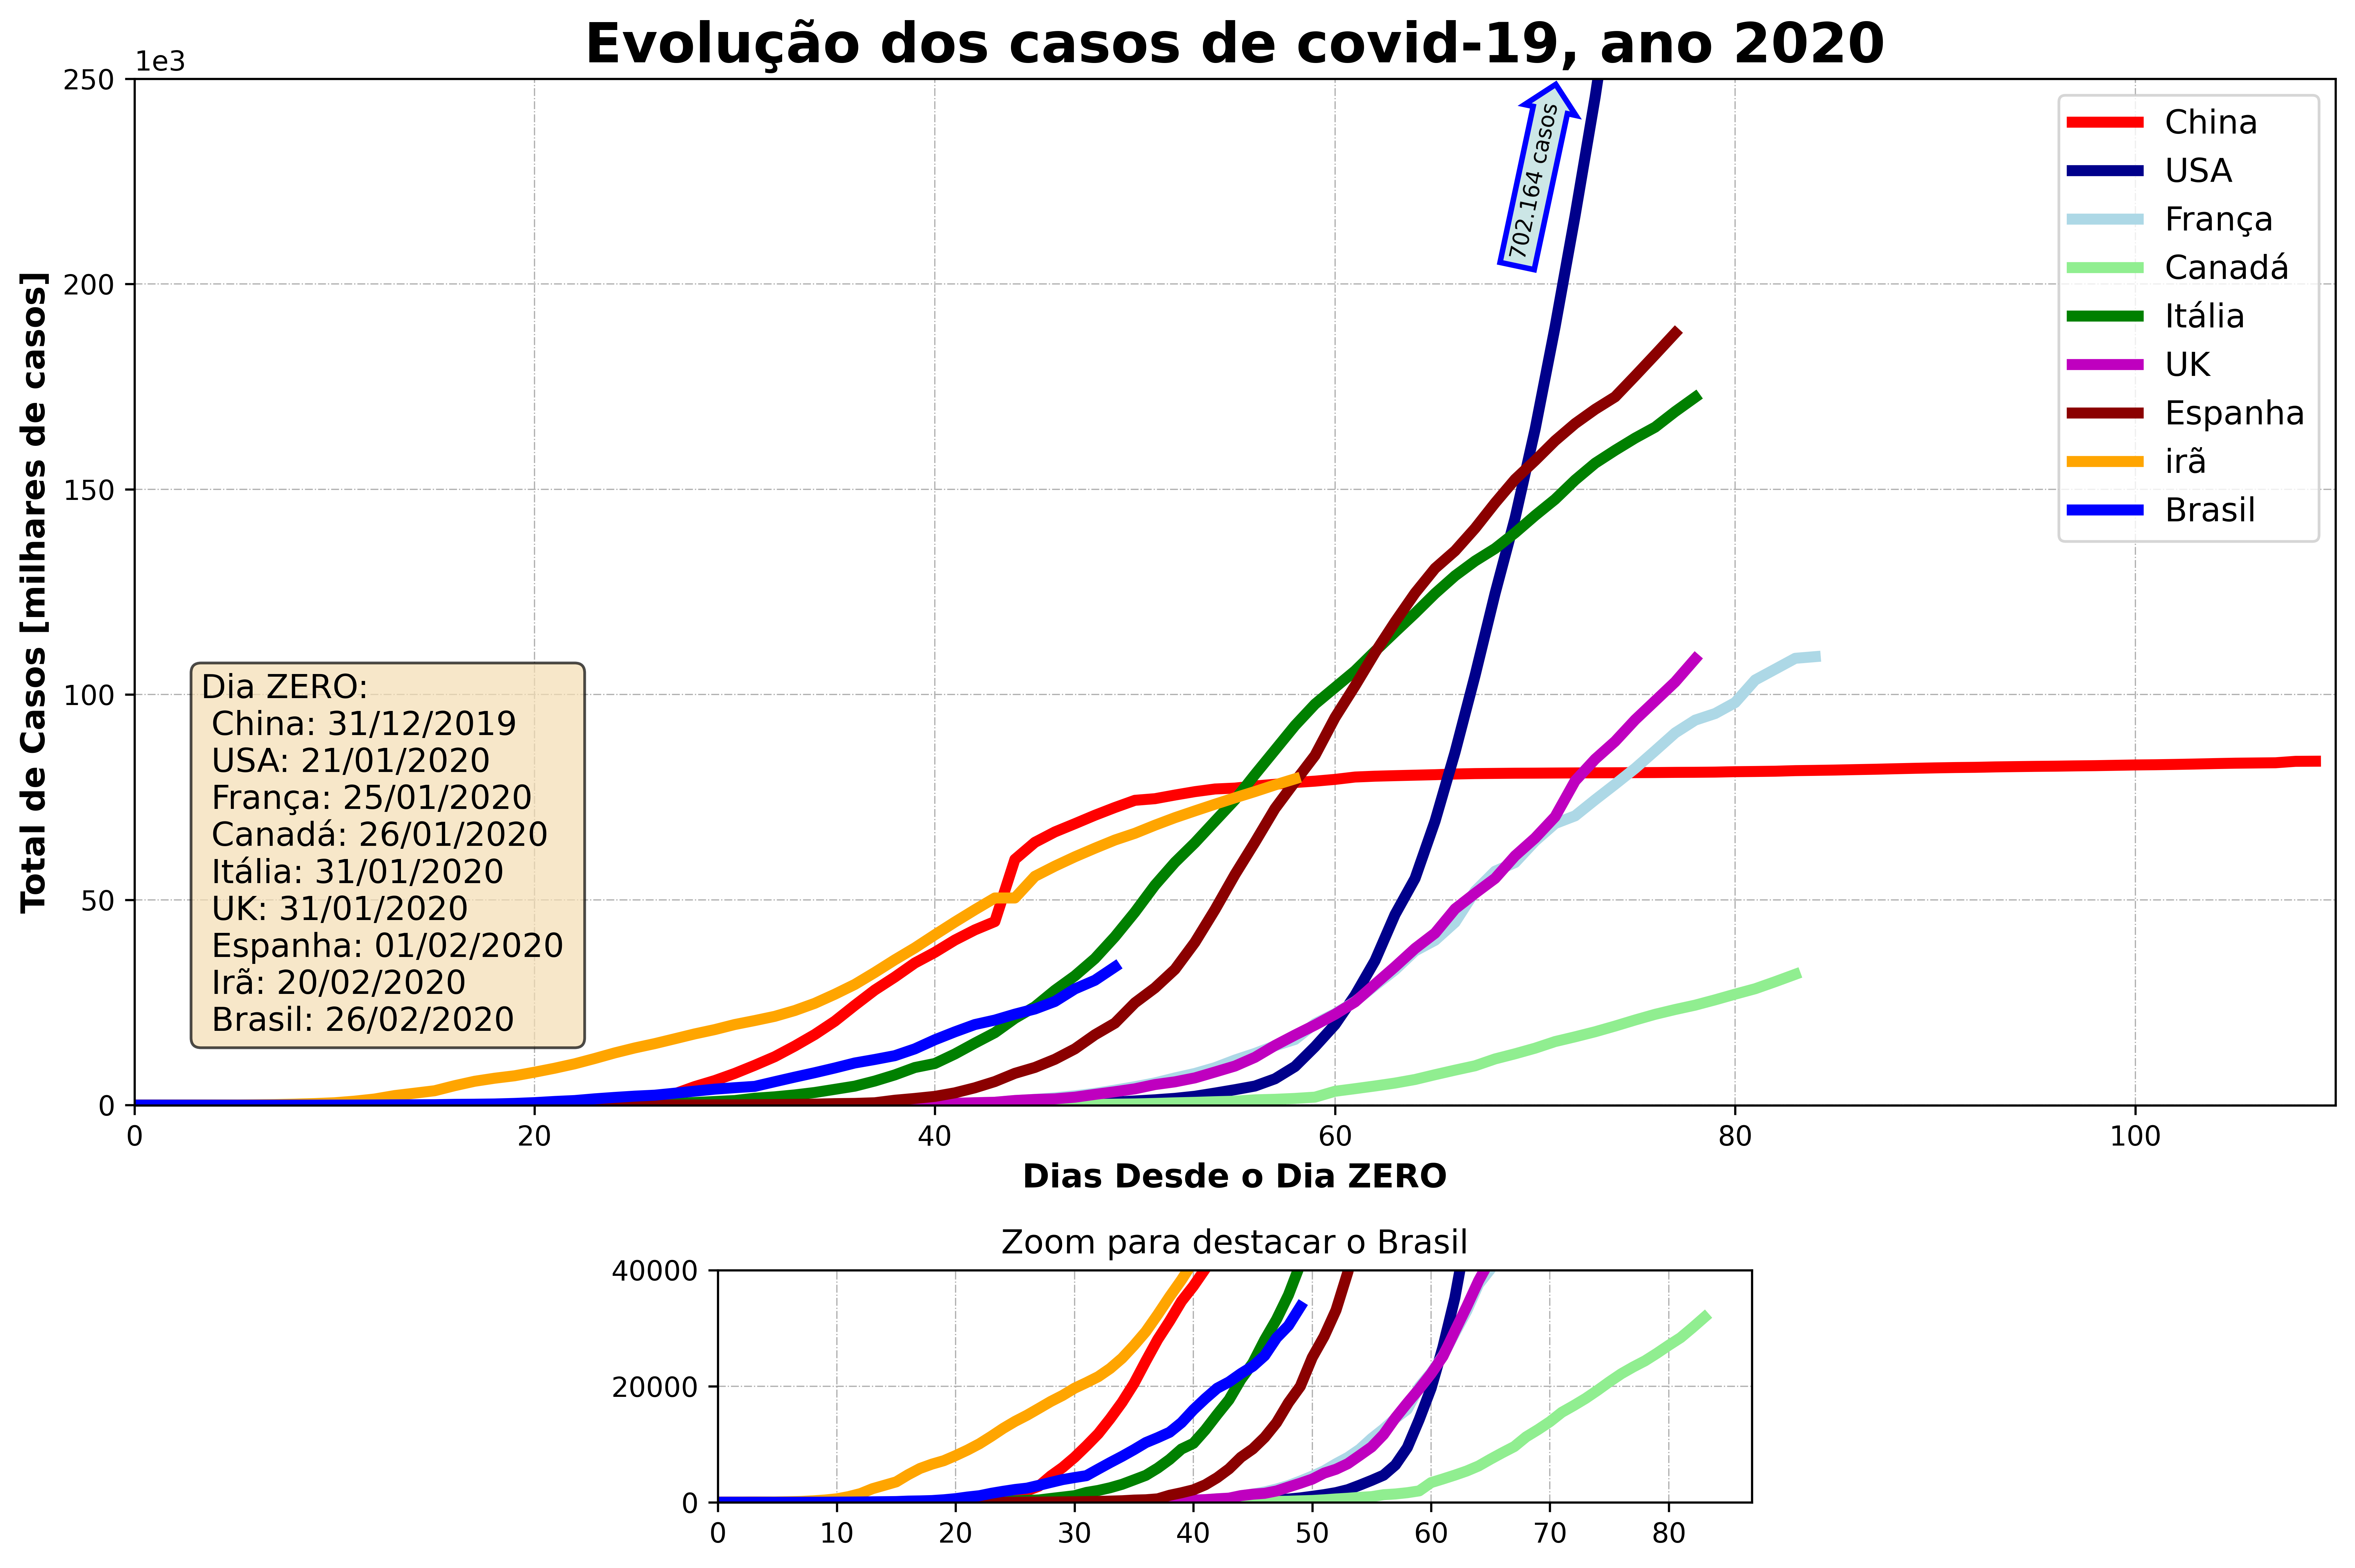 Evolução dos casos de covid-19, ano 2020
1e3
250
200
150
100
50
0
Total de Casos [milhares de casos]
702.164 casos
China
USA
França
Canadá
Itália
UK
Espanha
irã
Brasil
Dia ZERO:
China: 31/12/2019
USA: 21/01/2020
França: 25/01/2020
Canadá: 26/01/2020
Itália: 31/01/2020
UK: 31/01/2020
Espanha: 01/02/2020
Irã: 20/02/2020
Brasil: 26/02/2020
0 20 40 60 80 100
Dias Desde o Dia ZERO
Zoom para destacar o Brasil
40000
20000
0
0 10 20 30 40 50 60 70 80